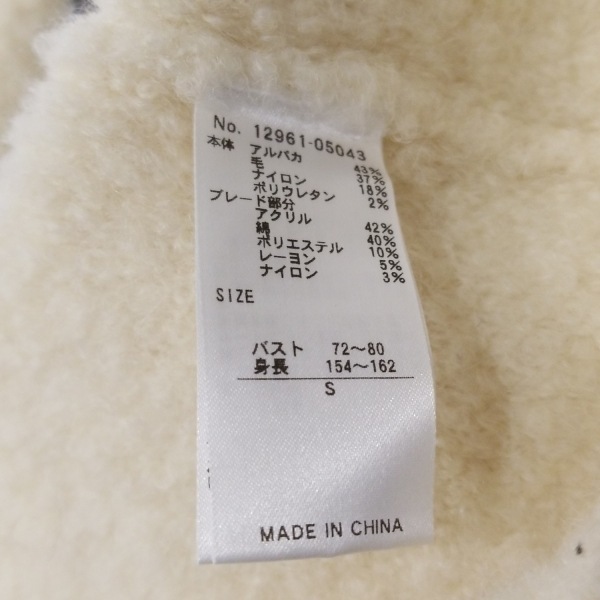 No. 12961-05043
本体 アルパカ 43%
毛 37%
ナイロン 18%
ポリウレタン 2%
ブレード部分
アクリル 42%
綿 40%
ポリエステル 10%
レーヨン 5%
ナイロン 3%
SIZE
バスト 72～80
身長 154～162
S
MADE IN CHINA